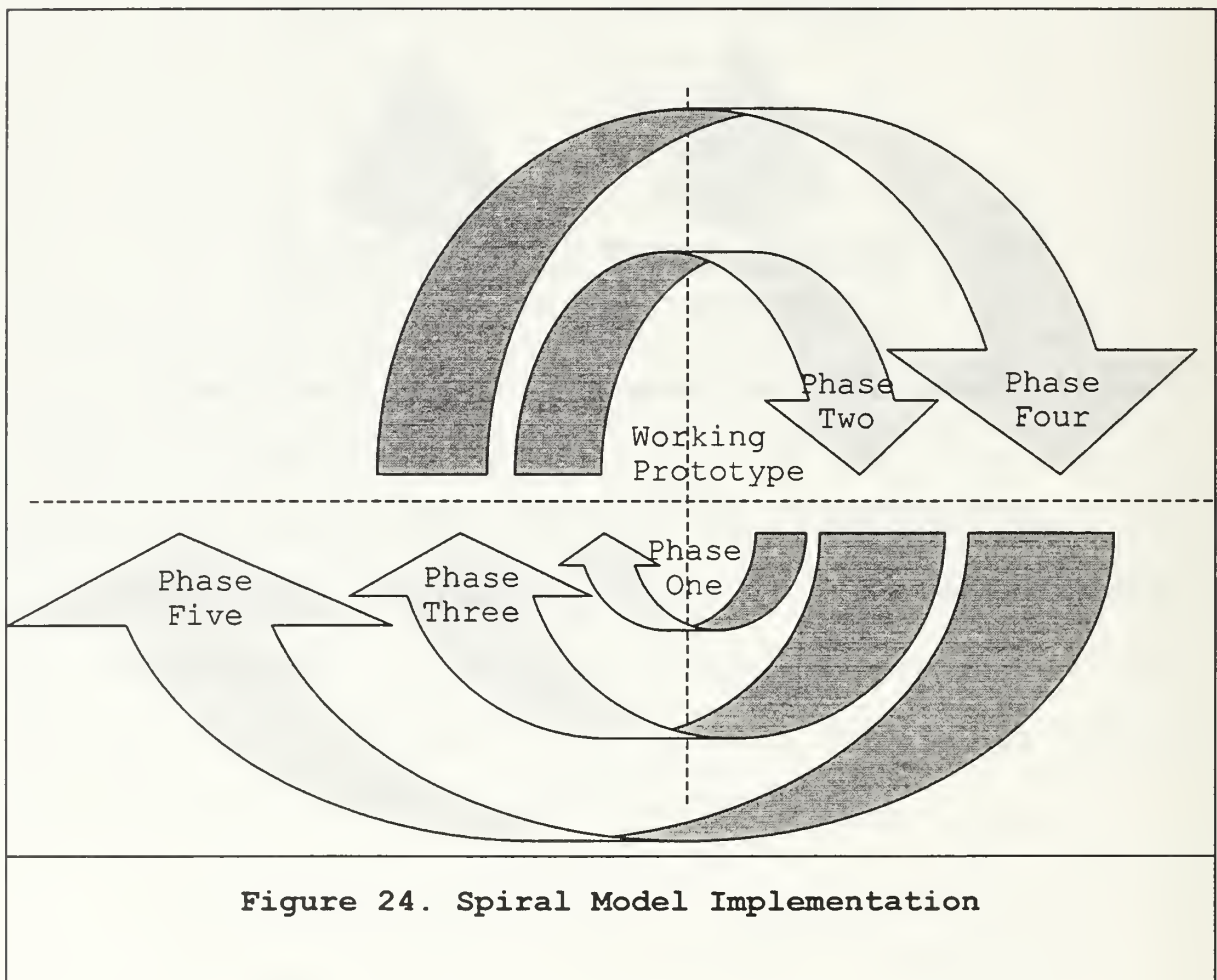 Phase
Two
Phase
Four
Working
Prototype
Phase
Five
Phase
Three
Phase
One
Figure 24. Spiral Model Implementation